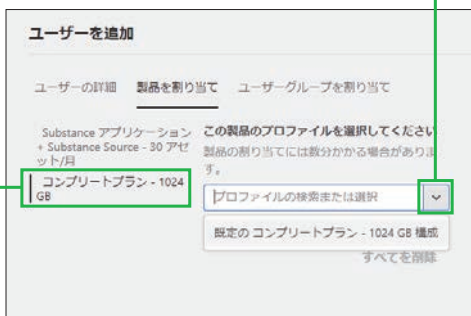 ユーザーを追加
ユーザーの詳細 製品を割り当て ユーザーグループを割り当て
Substance アプリケーション
+ Substance Source - 30 アセ
ット/月
コンプリートプラン - 1024
GB
この製品のプロファイルを選択してください
製品の割り当てには数分かかる場合がありま
す。
プロファイルの検索または選択
既定の コンプリートプラン - 1024 GB 構成
すべてを削除